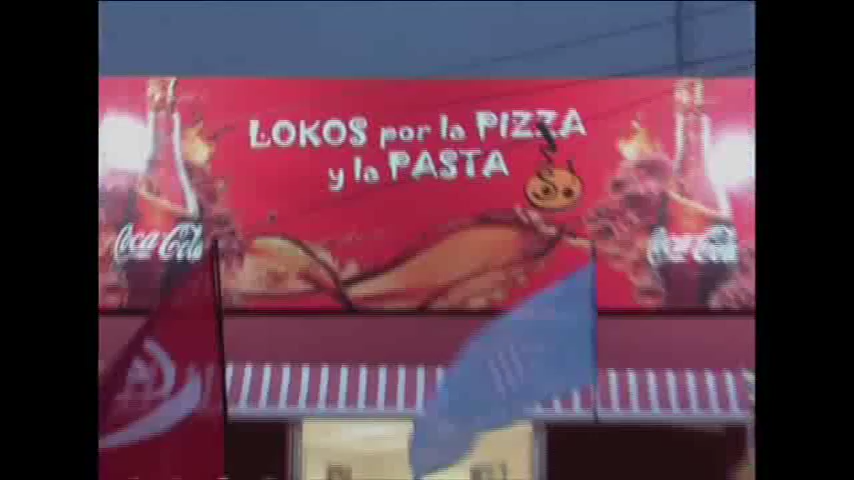 LOKOS por la PIZZA
y la PASTA
Coca-Cola
Coca-Cola